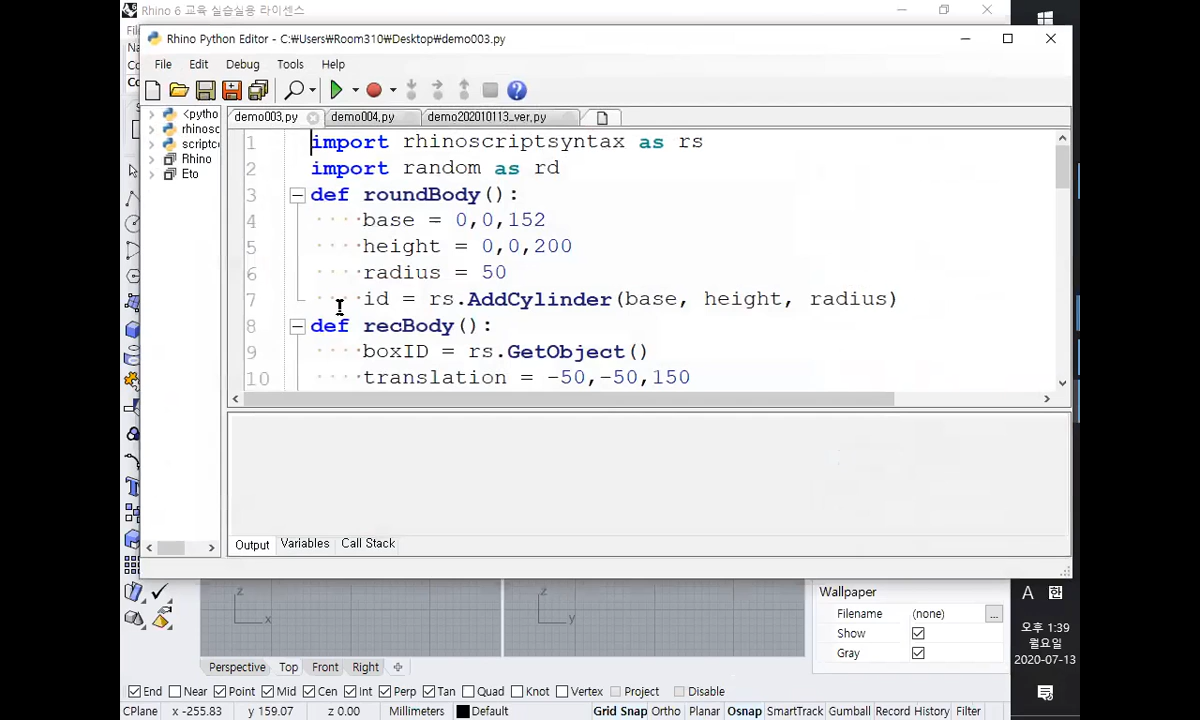 Rhino 6 교육 실습실용 라이센스
Rhino Python Editor - C:\Users\Room310\Desktop\demo003.py
File Edit Debug Tools Help
demo003.py demo004.py demo202010113_ver,py
<pytho
rhinosc
scriptc
Rhino
Eto
1 import rhinoscriptsyntax as rs
2 import random as rd
3 def roundBody():
4 base = 0,0,152
5 height = 0,0,200
6 radius = 50
7 id = rs.AddCylinder(base, height, radius)
8 def recBody():
9 boxID = rs.GetObject()
10 translation = -50,-50,150
Output Variables Call Stack
z x z y
Wallpaper
Filename (none) ...
Show
Gray
Perspective Top Front Right
End Near Point Mid Cen Int Perp Tan Quad Knot Vertex Project Disable
CPlane x -255.83 y 159.07 z 0.00 Millimeters Default Grid Snap Ortho Planar Osnap SmartTrack Gumball Record History Filter
A 한
오후 1:39
월요일
2020-07-13